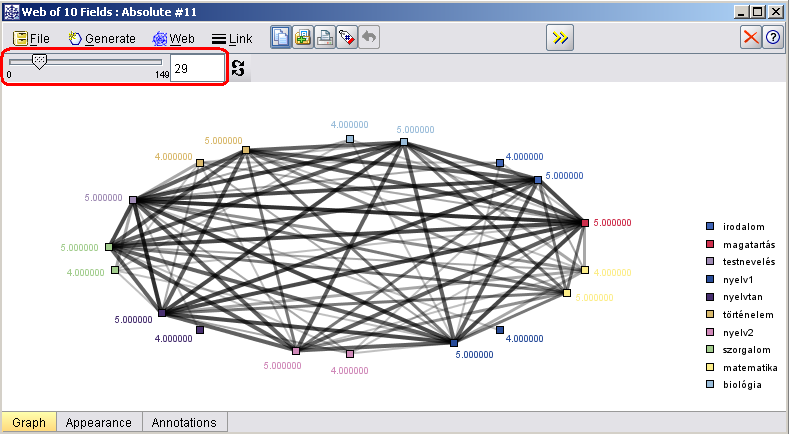 Web of 10 Fields : Absolute #11
File Generate Web Link
0 149 29
4.000000
5.000000
5.000000
4.000000
4.000000
5.000000
5.000000
5.000000
5.000000
4.000000
4.000000
5.000000
5.000000
4.000000
4.000000
5.000000
5.000000
4.000000
irodalom
magatartás
testnevelés
nyelv1
nyelvtan
történelem
nyelv2
szorgalom
matematika
biológia
Graph Appearance Annotations